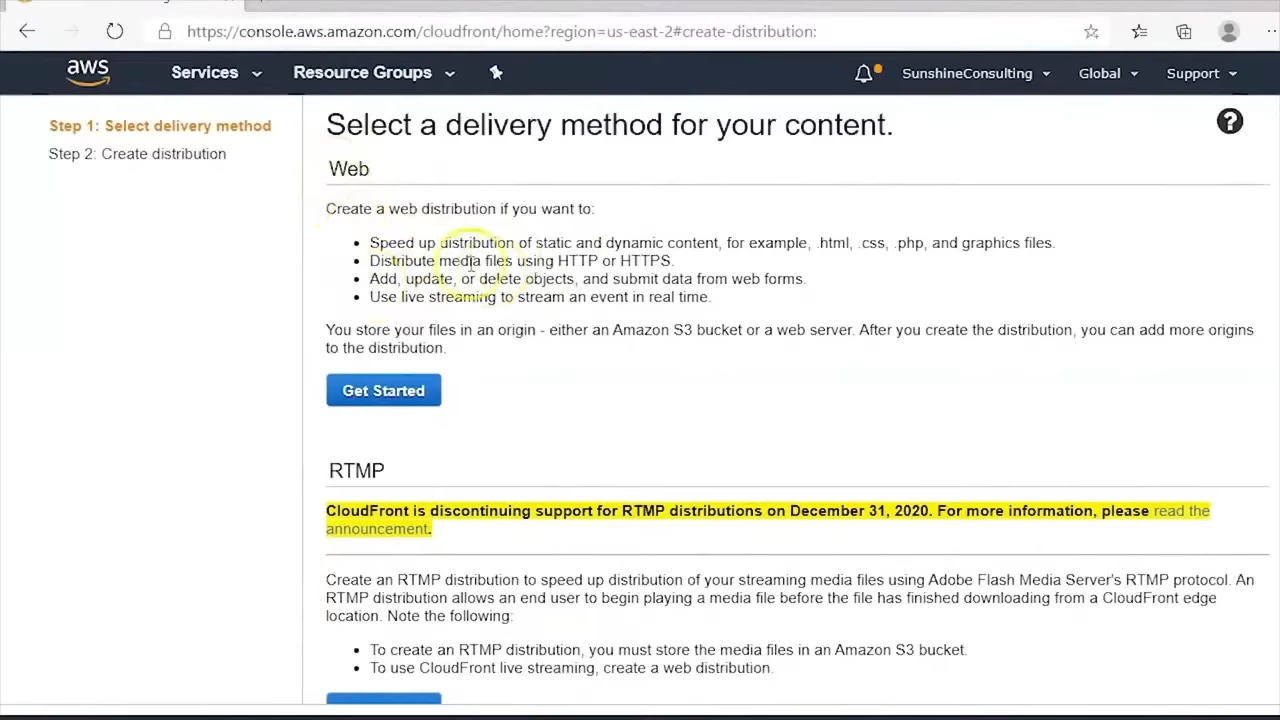 https://console.aws.amazon.com/cloudfront/home?region=us-east-2#create-distribution:
aws Services Resource Groups SunshineConsulting Global Support
Step 1: Select delivery method
Step 2: Create distribution
Select a delivery method for your content.
?
Web
Create a web distribution if you want to:
• Speed up distribution of static and dynamic content, for example, .html, .css, .php, and graphics files.
• Distribute media files using HTTP or HTTPS.
• Add, update, or delete objects, and submit data from web forms.
• Use live streaming to stream an event in real time.
You store your files in an origin - either an Amazon S3 bucket or a web server. After you create the distribution, you can add more origins
to the distribution.
Get Started
RTMP
CloudFront is discontinuing support for RTMP distributions on December 31, 2020. For more information, please read the
announcement.
Create an RTMP distribution to speed up distribution of your streaming media files using Adobe Flash Media Server's RTMP protocol. An
RTMP distribution allows an end user to begin playing a media file before the file has finished downloading from a CloudFront edge
location. Note the following:
• To create an RTMP distribution, you must store the media files in an Amazon S3 bucket.
• To use CloudFront live streaming, create a web distribution.